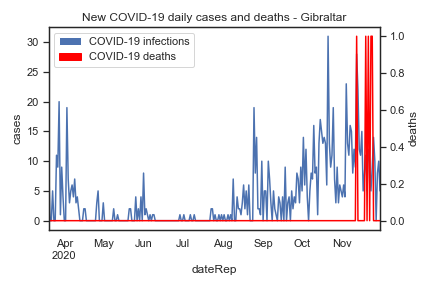 New COVID-19 daily cases and deaths - Gibraltar
COVID-19 infections
COVID-19 deaths
30
25
20
15
10
5
0
cases
1.0
0.8
0.6
0.4
0.2
0.0
deaths
Apr May Jun Jul Aug Sep Oct Nov
2020
dateRep